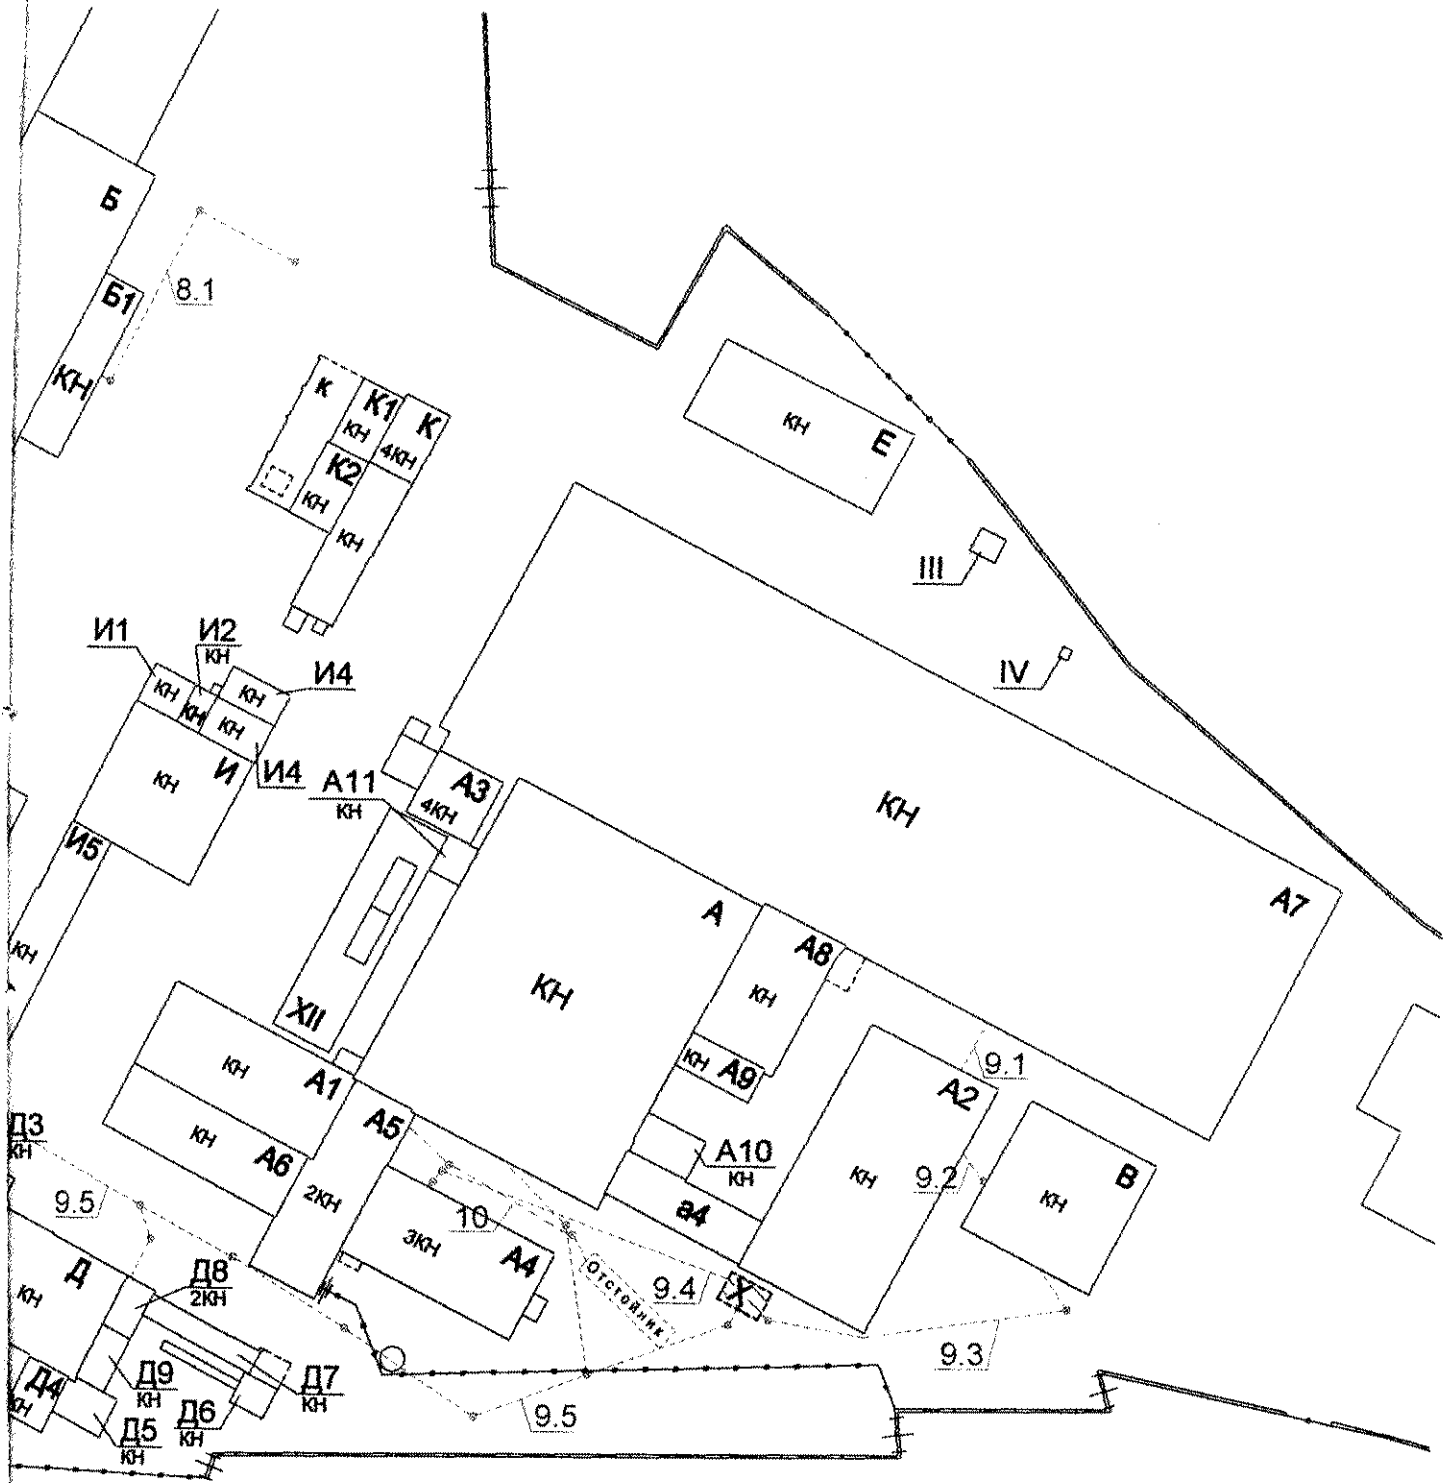 Б
8.1
Б1
КН
к
К1
К
КН
4КН
К2
КН
КН
КН
Е
III
IV
И1
И2
КН
И4
КН
КН
КН
КН
И
И4
КН
И5
КН
А11
КН
А3
4КН
КН
А7
А
КН
А8
КН
КН
А9
XII
КН
А1
КН
А6
А5
2КН
9.1
А2
КН
А10
КН
а4
9.2
В
КН
Д3
КН
9.5
10
3КН
А4
Отстойник
9.4
X
9.3
Д
КН
Д8
2КН
Д9
КН
Д7
КН
Д4
КН
Д5
КН
Д6
КН
9.5